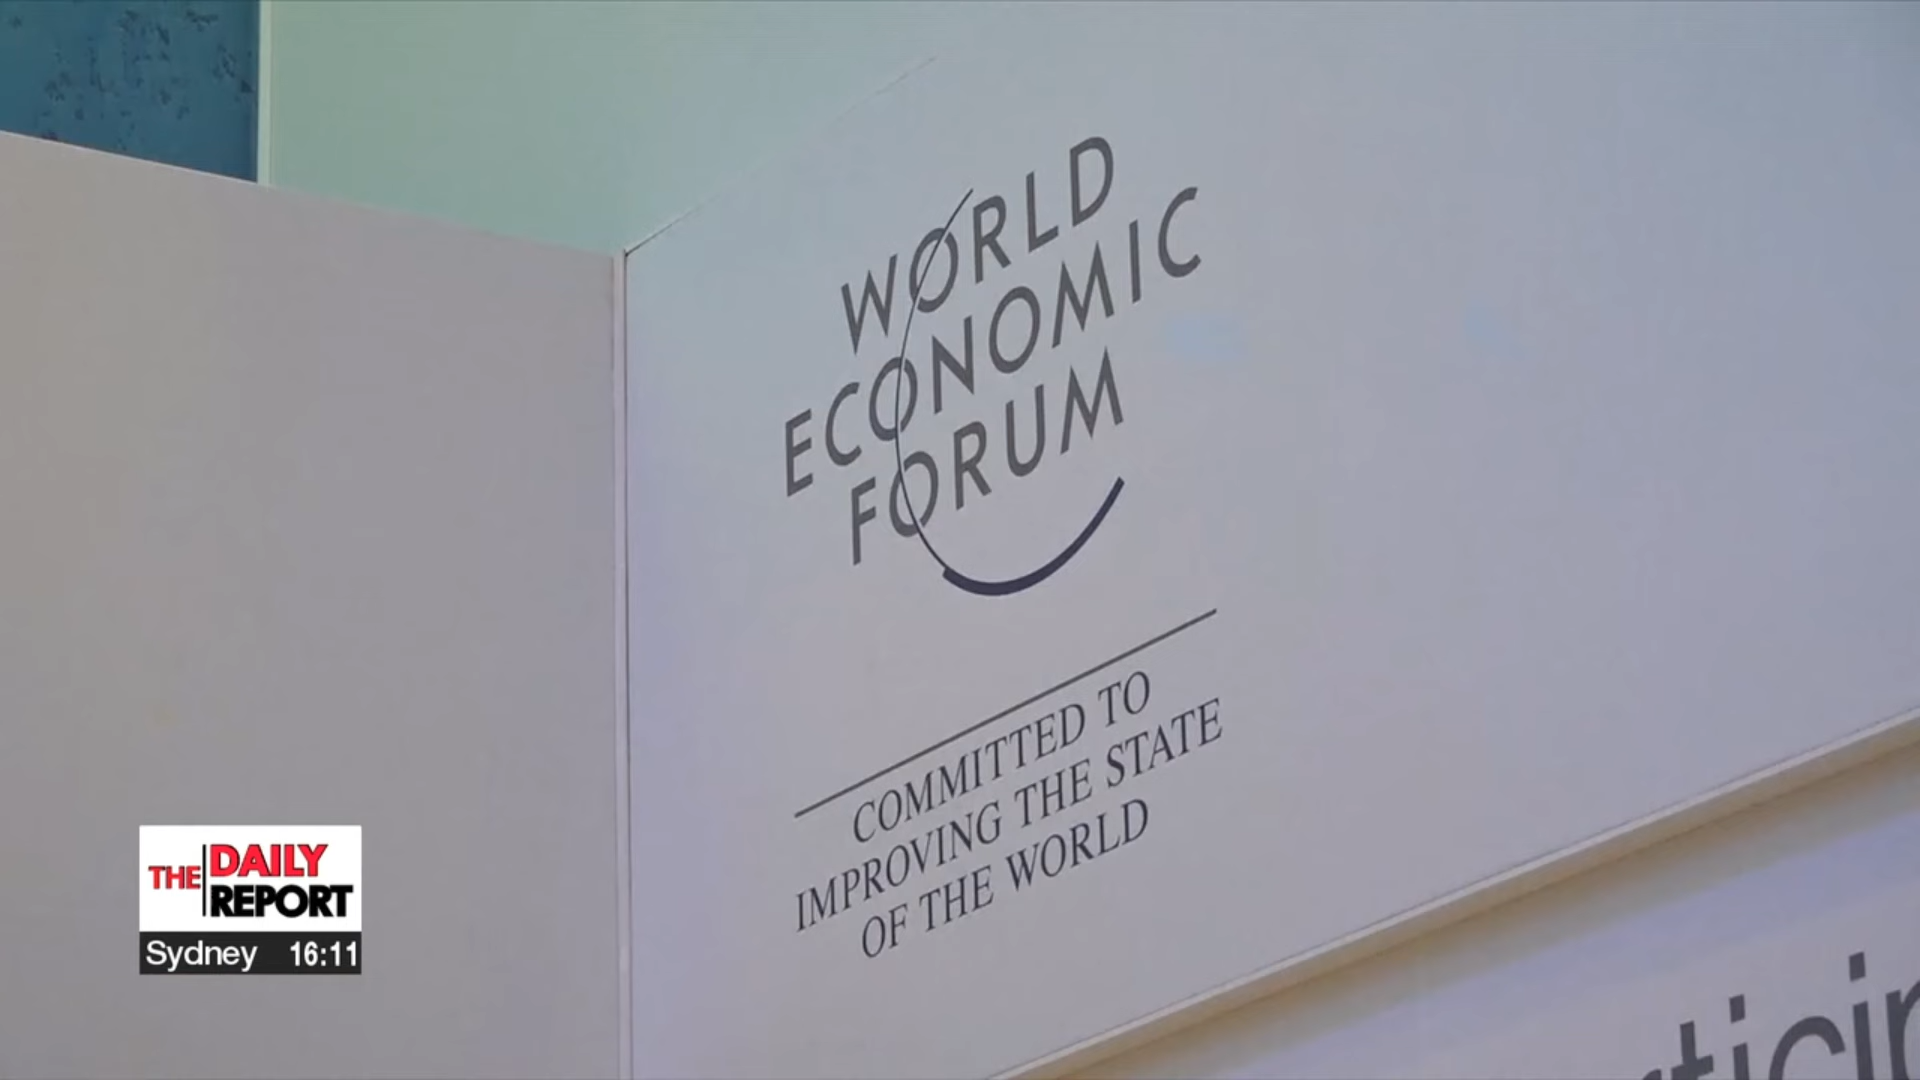 WORLD
ECONOMIC
FORUM
COMMITTED TO
IMPROVING THE STATE
OF THE WORLD
THE DAILY
REPORT
Sydney 16:11